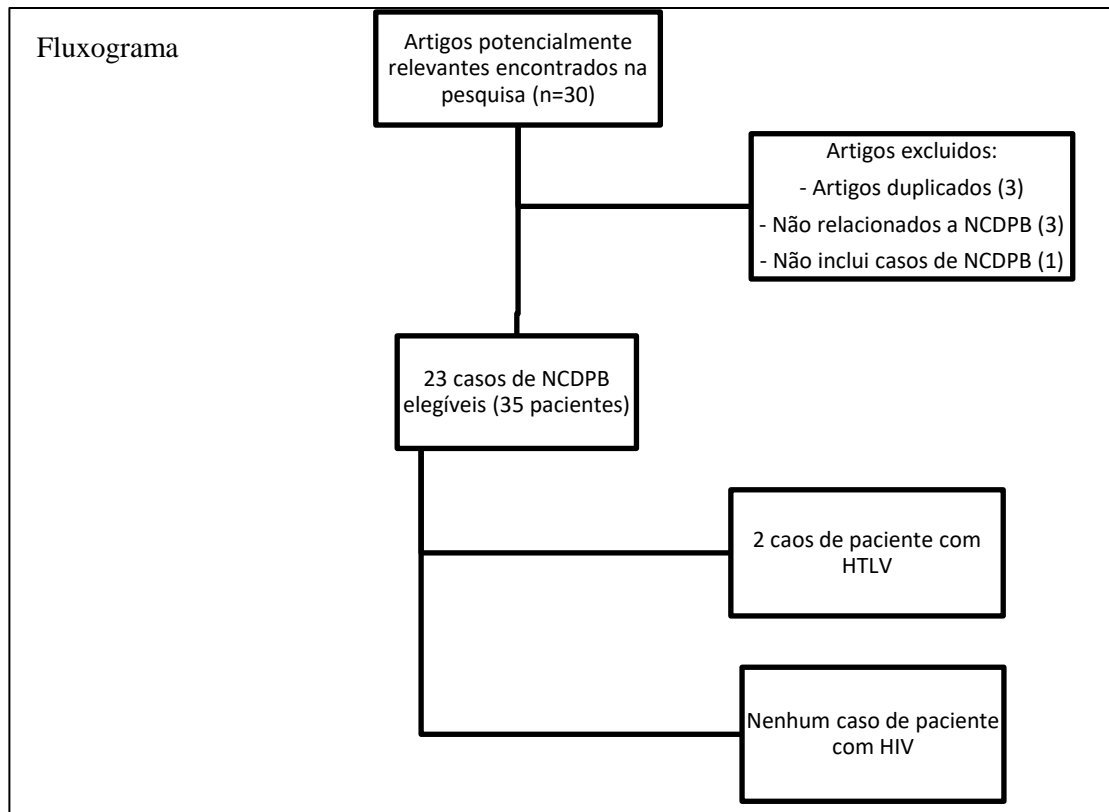 Fluxograma
Artigos potencialmente
relevantes encontrados na
pesquisa (n=30)
Artigos excluidos:
- Artigos duplicados (3)
- Não relacionados a NCDPB (3)
- Não inclui casos de NCDPB (1)
23 casos de NCDPB
elegíveis (35 pacientes)
2 caos de paciente com
HTLV
Nenhum caso de paciente
com HIV